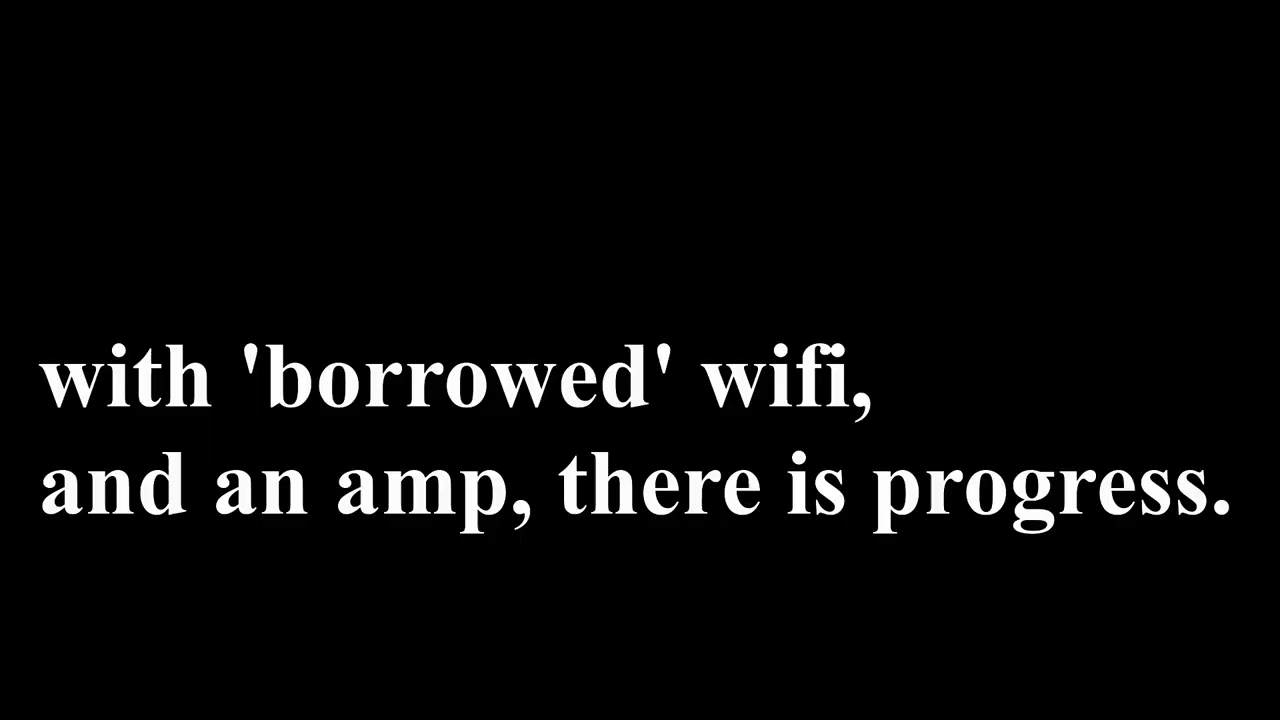 with 'borrowed' wifi,
and an amp, there is progress.